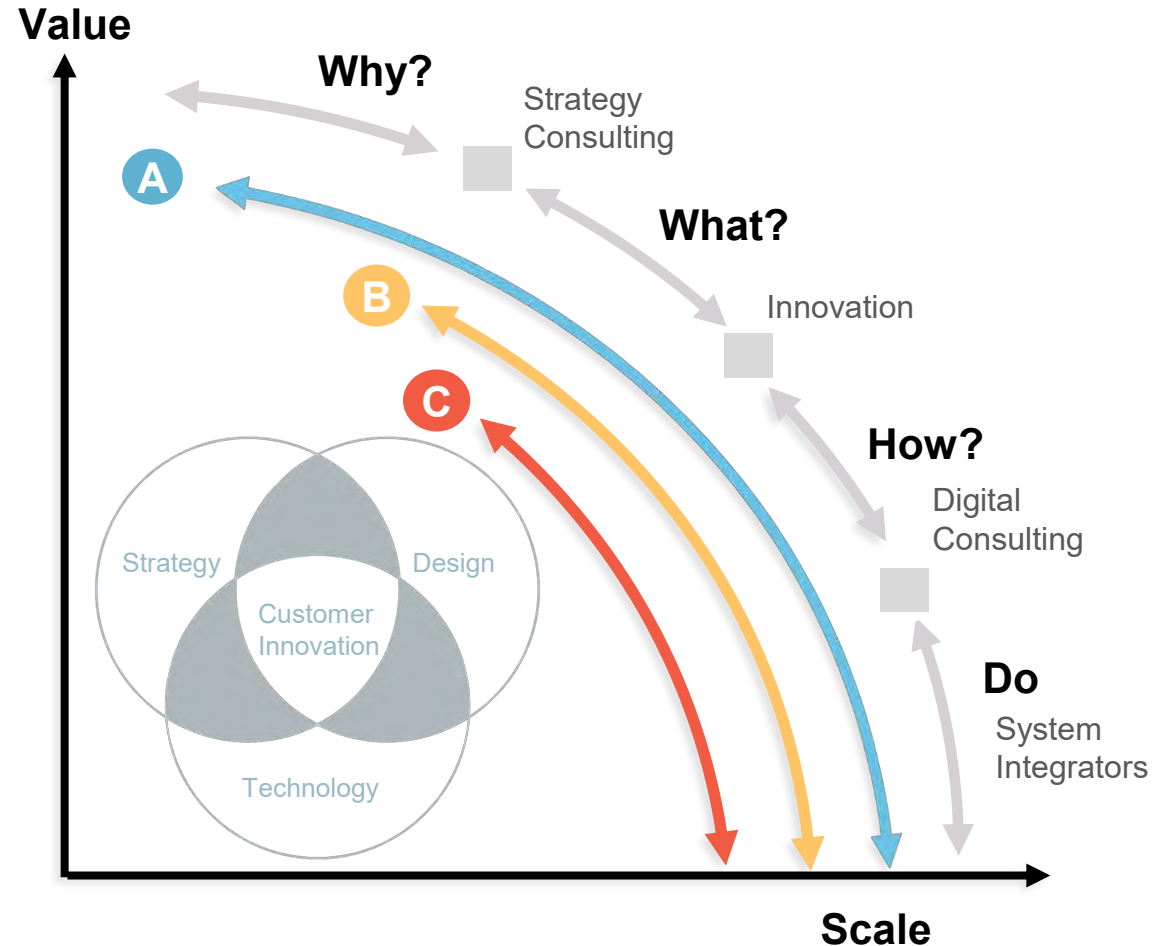 Value
Why?
Strategy
Consulting
A
What?
B
Innovation
C
How?
Digital
Consulting
Strategy
Design
Customer
Innovation
Do
System
Integrators
Technology
Scale